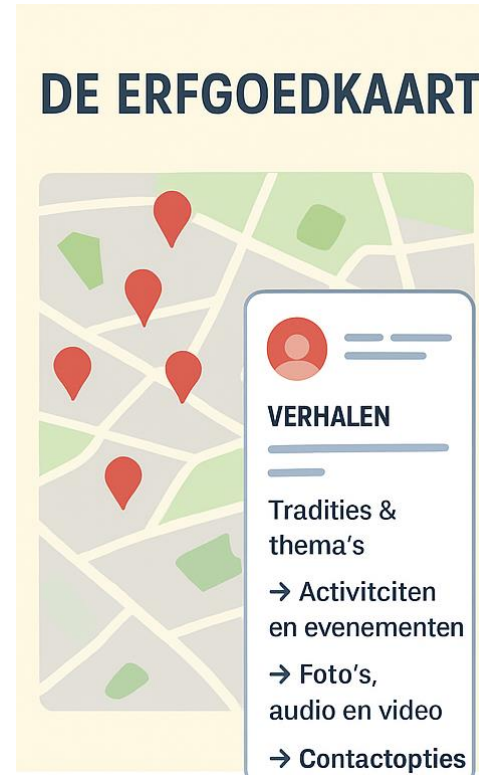 DE ERFGOEDKAART
VERHALEN
Tradities &
thema's
→ Activitciten
en evenementen
→ Foto's,
audio en video
→ Contactopties